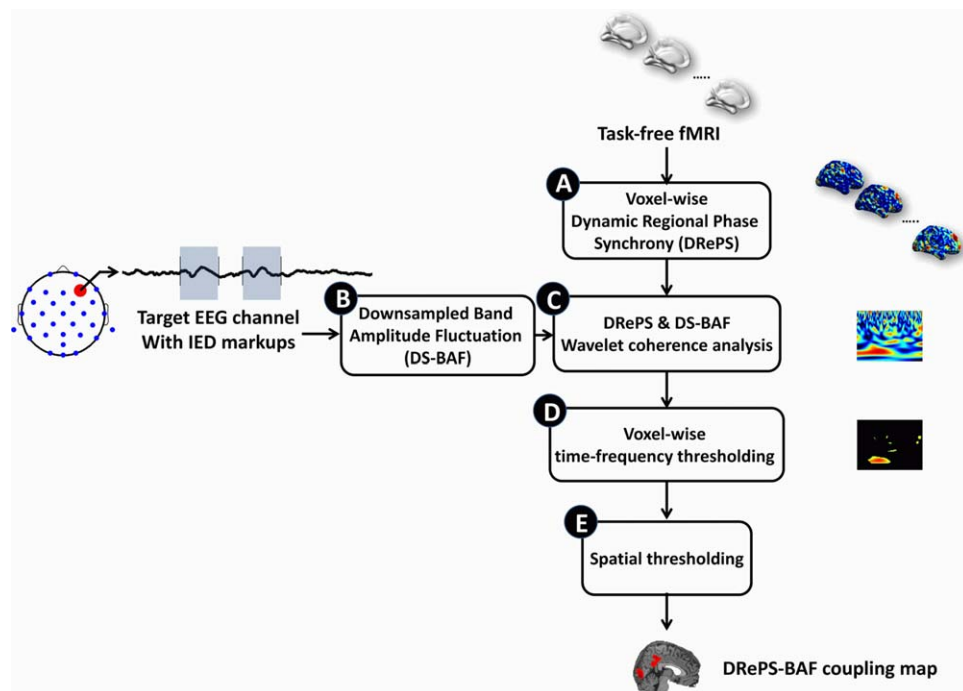 .....
Task-free fMRI
A
Voxel-wise
Dynamic Regional Phase
Synchrony (DRePS)
.....
Target EEG channel
With IED markups
B
Downsampled Band
Amplitude Fluctuation
(DS-BAF)
C
DRePS & DS-BAF
Wavelet coherence analysis
D
Voxel-wise
time-frequency thresholding
E
Spatial thresholding
DRePS-BAF coupling map